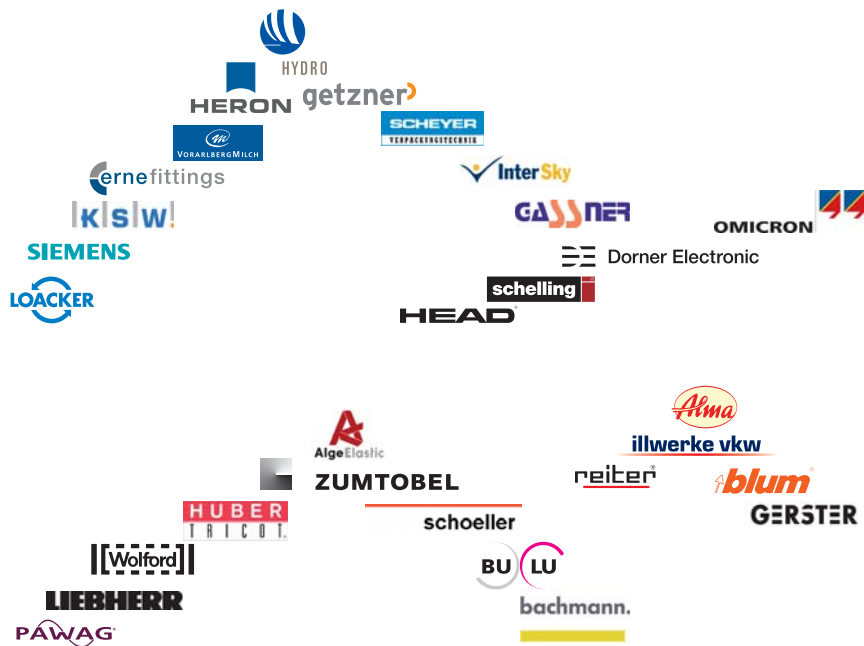 HYDRO
HERON
getzner
SCHEYER
VERPACKUNGSTECHNIK
VORARLBERGMILCH
InterSky
ernefittings
GASSNER
KSW!
OMICRON
SIEMENS
DE Dorner Electronic
schelling
LOACKER
HEAD
Alma
AlgeElastic
illwerke vkw
reiter
blum
ZUMTOBEL
HUBER
TRICOT.
GERSTER
schoeller
[Wolford]
BU LU
LIEBHERR
bachmann.
PAWAG